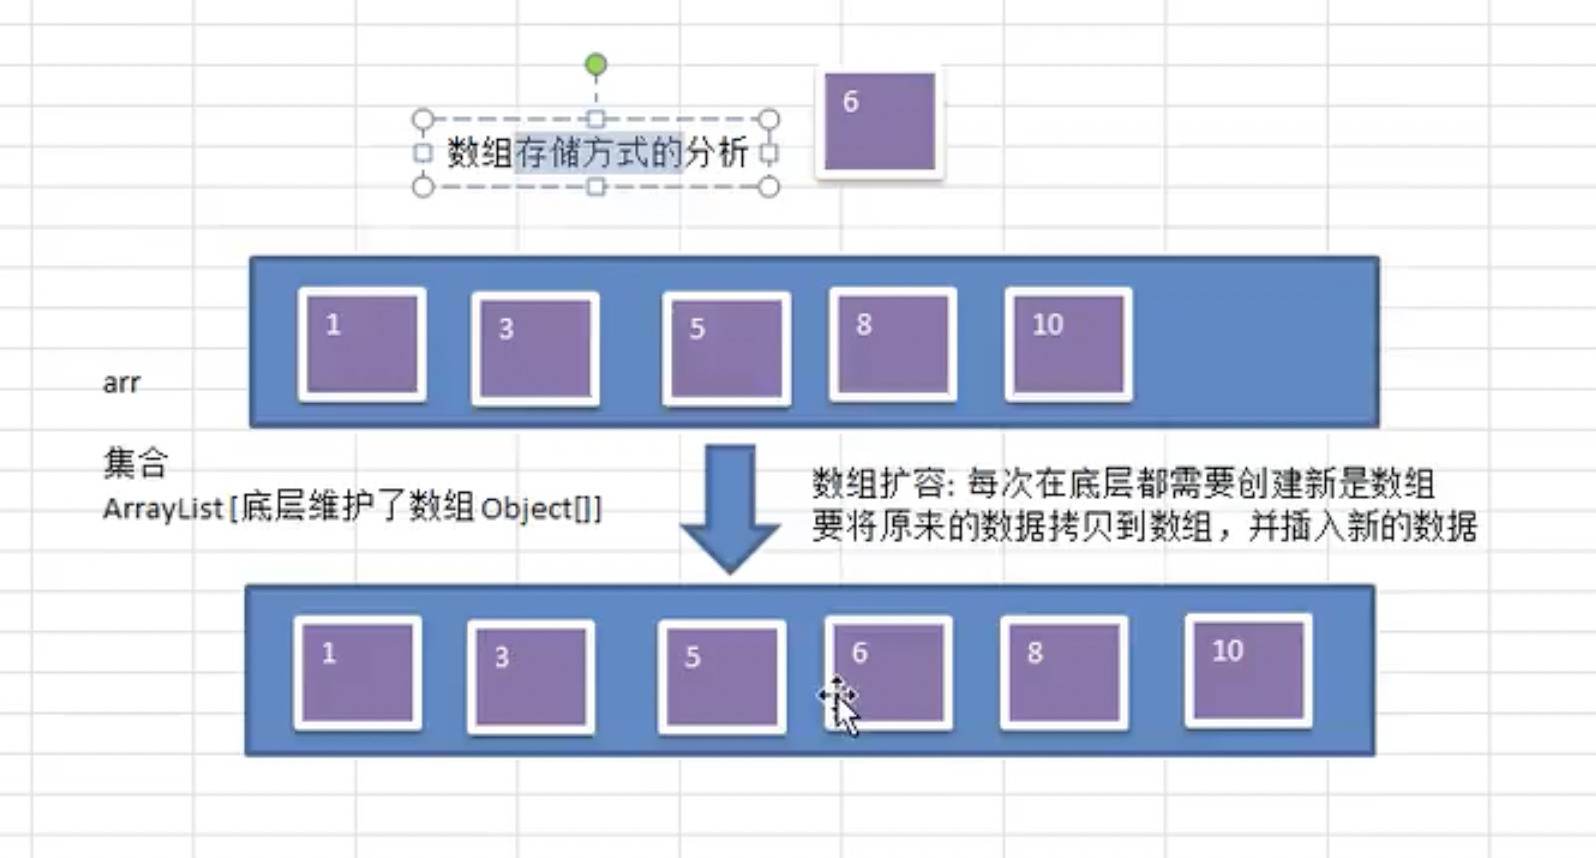 6
数组存储方式的分析
1 3 5 8 10
arr
集合
ArrayList [底层维护了数组 Object[]]
数组扩容: 每次在底层都需要创建新是数组
要将原来的数据拷贝到数组，并插入新的数据
1 3 5 6 8 10